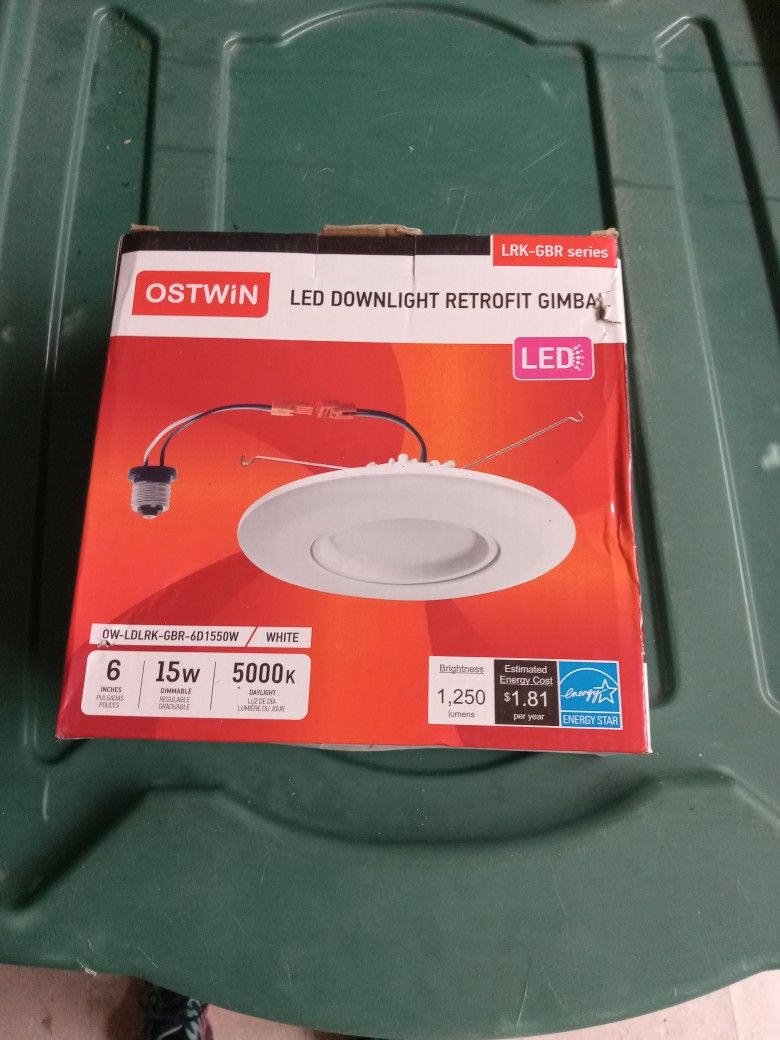 LRK-GBR series
OSTWiN
LED DOWNLIGHT RETROFIT GIMBA
LED
OW-LDLRK-GBR-6D1550W / WHITE
6
INCHES
PULGADAS
POUCES
15W
DIMMABLE
REGULABLE
GRADUABLE
5000K
DAYLIGHT
LUZ DE DÍA
LUMIÈRE DU JOUR
Brightness
1,250
lumens
Estimated
Energy Cost
$1.81
per year
energy
ENERGY STAR